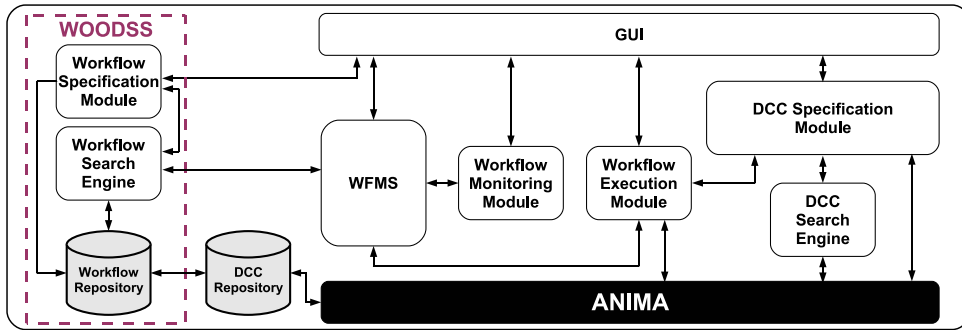 WOODSS
GUI
Workflow
Specification
Module
DCC Specification
Module
Workflow
Search
Engine
WFMS
Workflow
Monitoring
Module
Workflow
Execution
Module
DCC
Search
Engine
Workflow
Repository
DCC
Repository
ANIMA